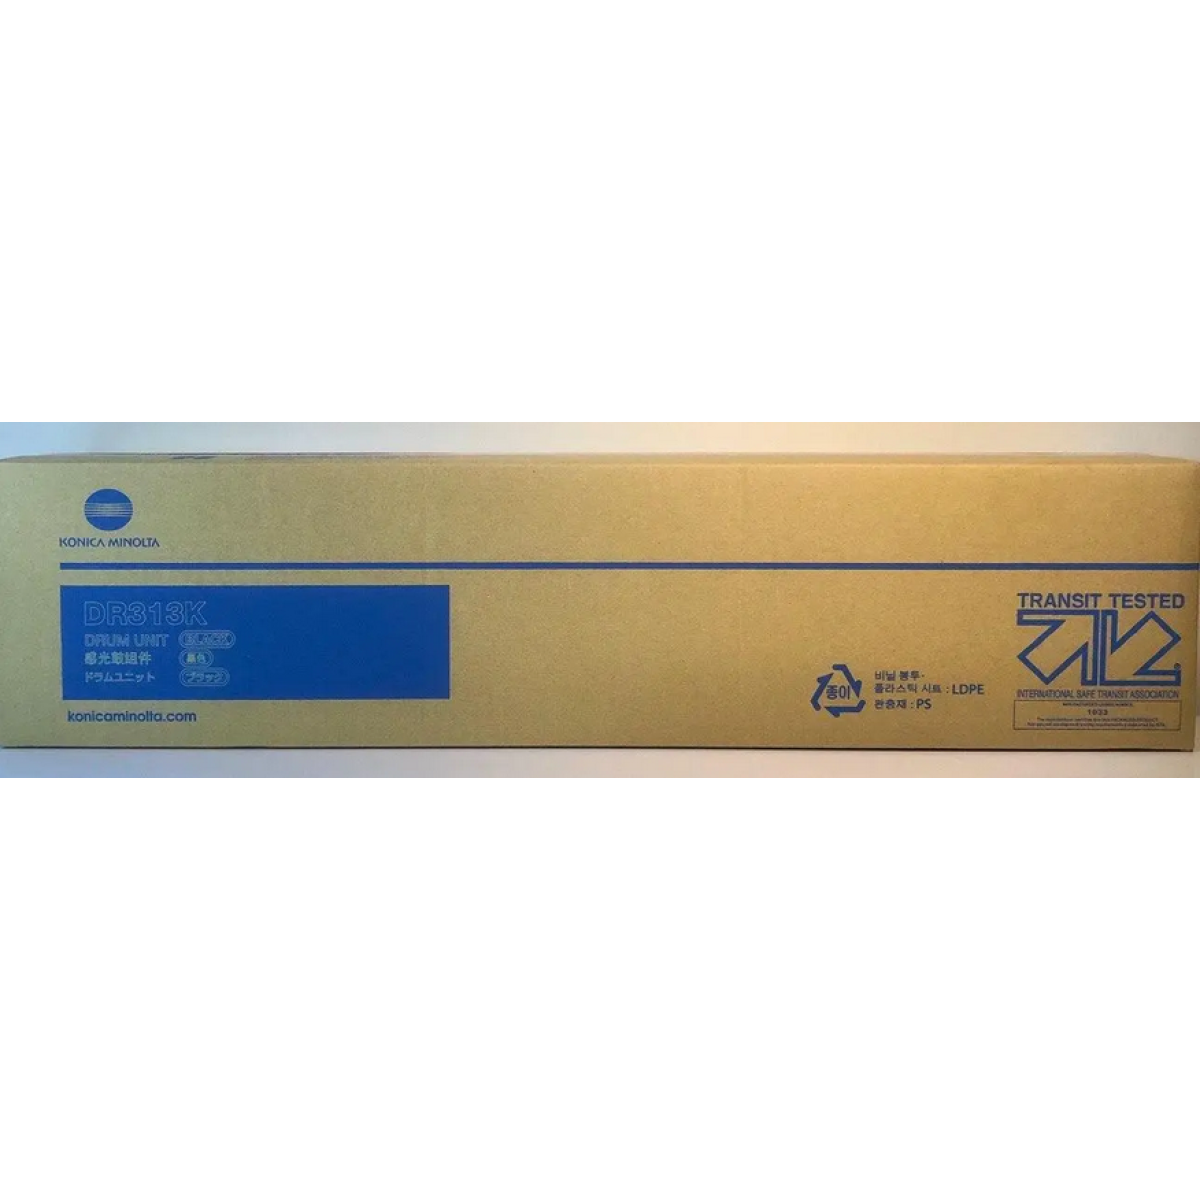 KONICA MINOLTA
DR313K
DRUM UNIT BLACK
感光鼓组件 黑色
ドラムユニット ブラック
konicaminolta.com
종이
비닐 봉투·
플라스틱 시트 : LDPE
완충재 : PS
TRANSIT TESTED
INTERNATIONAL SAFE TRANSIT ASSOCIATION
1033